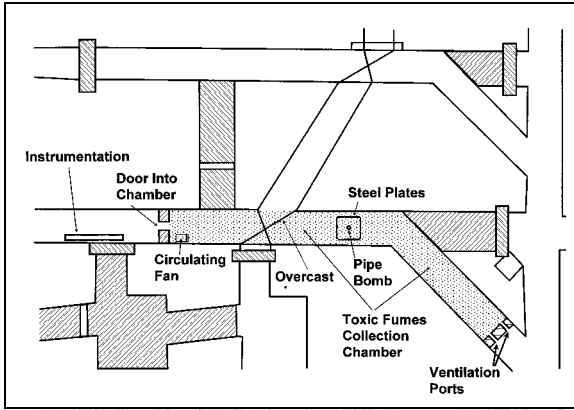 Instrumentation
Door Into
Chamber
Steel Plates
Circulating
Fan
Overcast
Pipe
Bomb
Toxic Fumes
Collection
Chamber
Ventilation
Ports